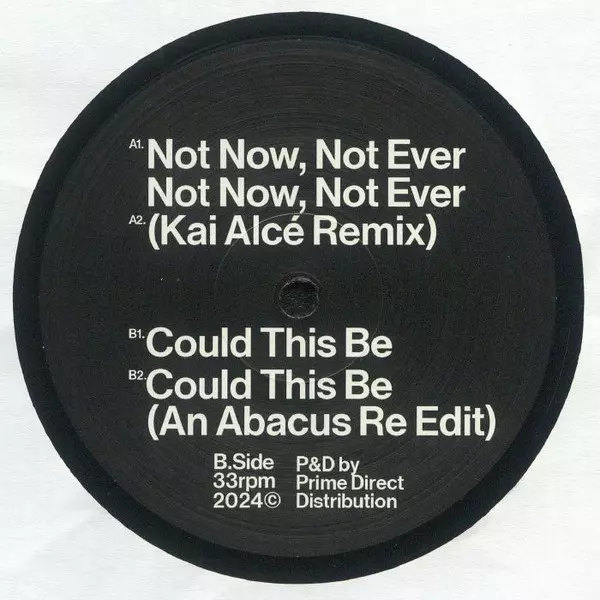 A1. Not Now, Not Ever
Not Now, Not Ever
A2. (Kai Alcé Remix)
B1. Could This Be
B2. Could This Be
(An Abacus Re Edit)
B.Side P&D by
33rpm Prime Direct
2024© Distribution